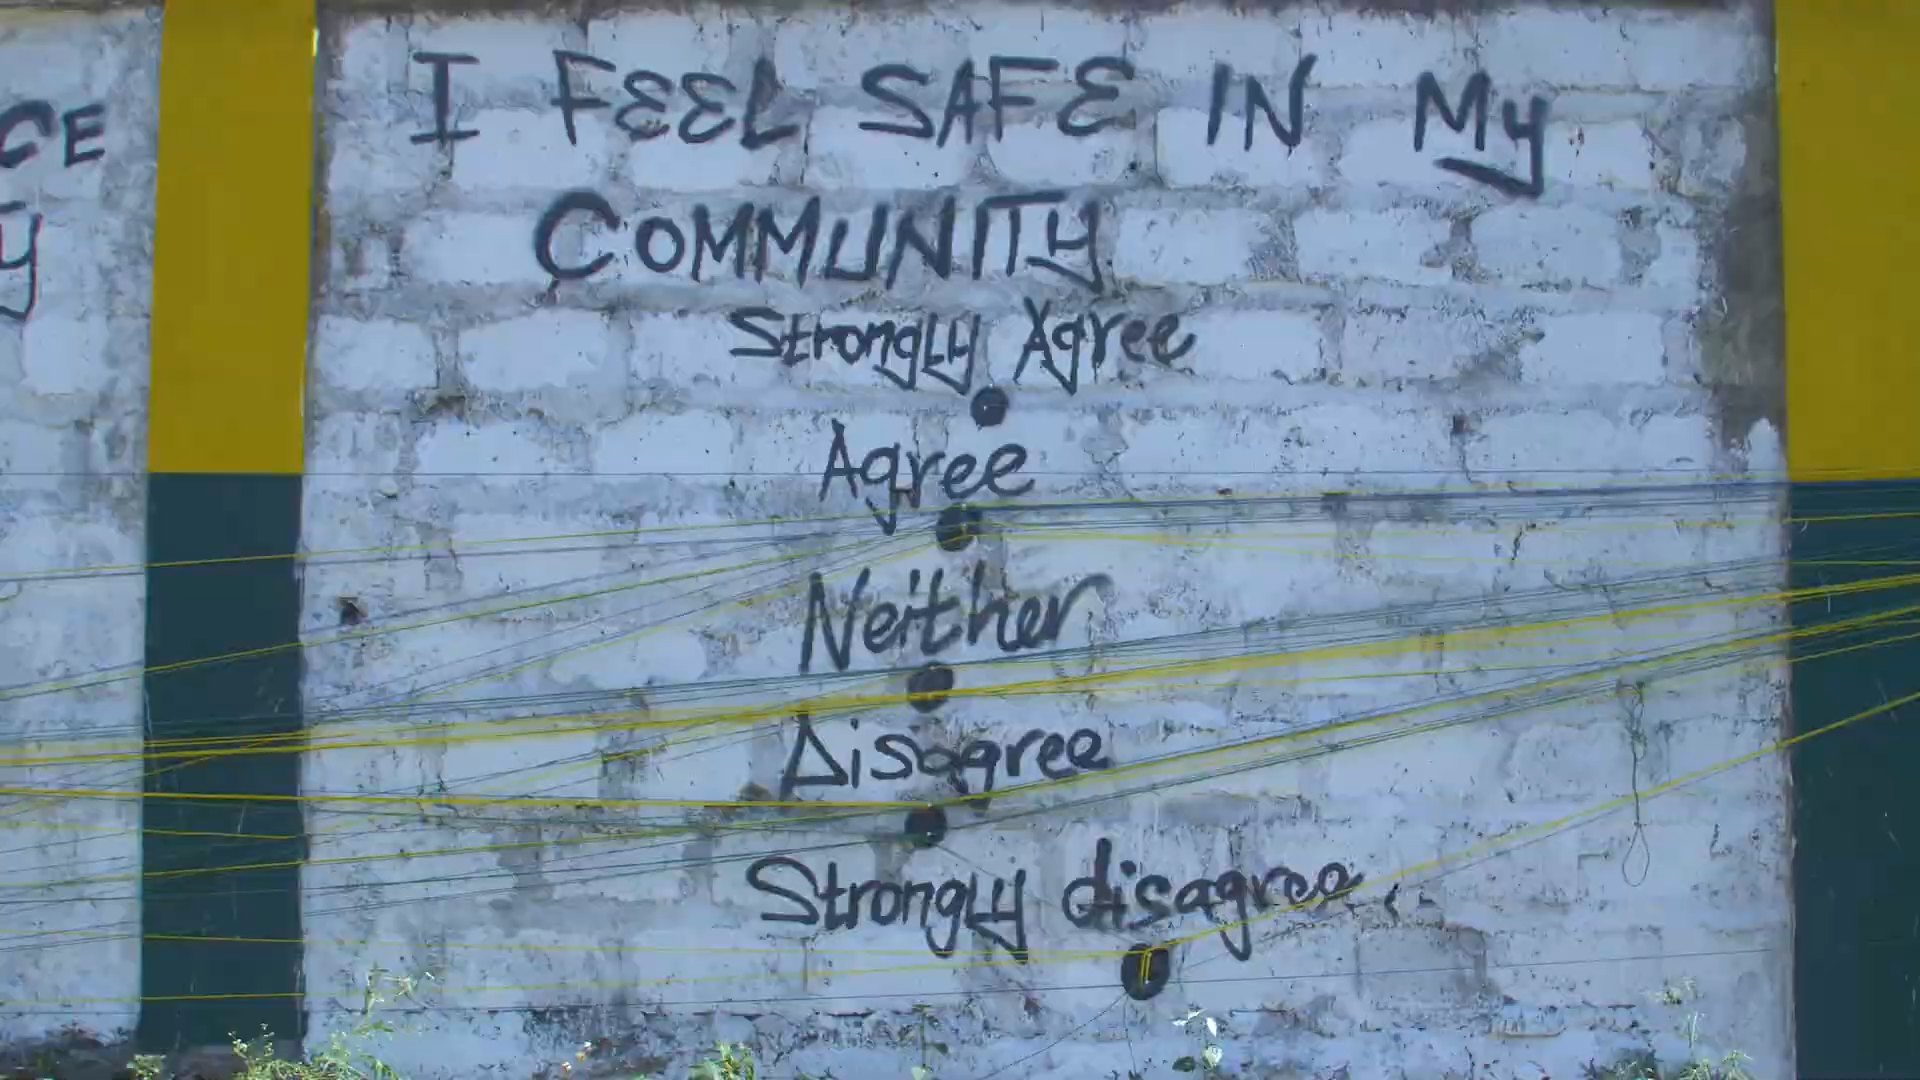 I FEEL SAFE IN My
COMMUNITY
Strongly Agree
Agree
Neither
Disagree
Strongly disagree